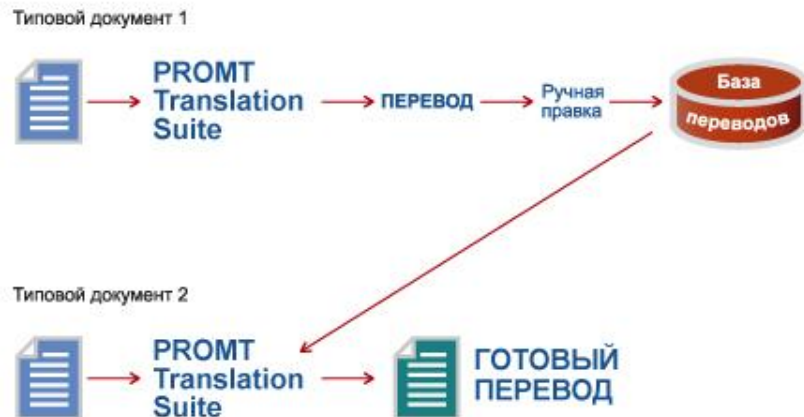 Типовой документ 1
PROMT
Translation
Suite
ПЕРЕВОД
Ручная
правка
База
переводов
Типовой документ 2
PROMT
Translation
Suite
ГОТОВЫЙ
ПЕРЕВОД